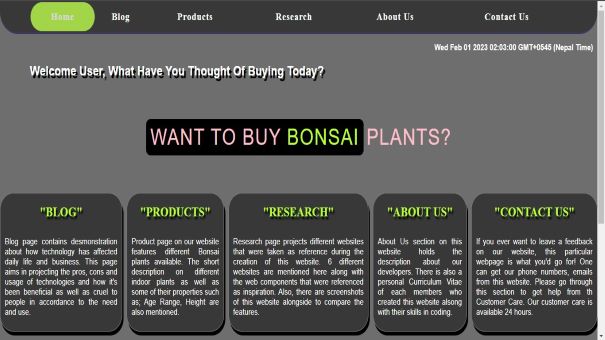 Home Blog Products Research About Us Contact Us
Wed Feb 01 2023 02:03:00 GMT+0545 (Nepal Time)
Welcome User, What Have You Thought Of Buying Today?
WANT TO BUY BONSAI PLANTS?
"BLOG"
Blog page contains desmonstration
about how technology has affected
daily life and business. This page
aims in projecting the pros, cons and
usage of technologies and how it's
been beneficial as well as cruel to
people in accordance to the need
and use.
"PRODUCTS"
Product page on our website
features different Bonsai
plants available. The short
description on different
indoor plants as well as
some of their properties such
as; Age Range, Height are
also mentioned.
"RESEARCH"
Research page projects different websites
that were taken as reference during the
creation of this website. 6 different
websites are mentioned here along with
the web components that were referenced
as inspiration. Also, there are screenshots
of this website alongside to compare the
features.
"ABOUT US"
About Us section on this
website holds the
description about our
developers. There is also a
personal Curriculum Vitae
of each members who
created this website alsong
with their skills in coding.
"CONTACT US"
If you ever want to leave a feedback
on our website, this particular
webpage is what you'd go for! One
can get our phone numbers, emails
from this website. Please go through
this section to get help from th
Customer Care. Our customer care is
available 24 hours.